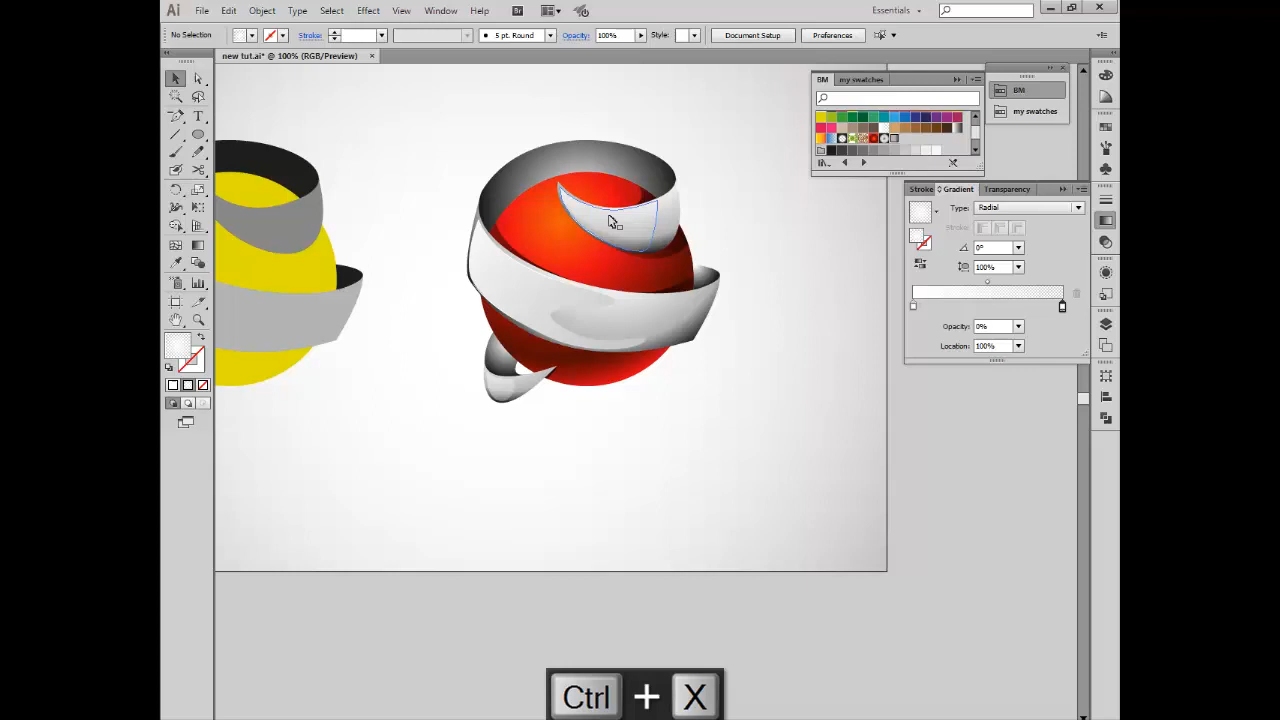 Ai File Edit Object Type Select Effect View Window Help Br Essentials
No Selection Stroke: 5 pt. Round Opacity: 100% Style: Document Setup Preferences
new tut.ai* @ 100% (RGB/Preview) ×
BM my swatches
BM
my swatches
Stroke Gradient Transparency
Type: Radial
Stroke:
0°
100%
Opacity: 0%
Location: 100%
Ctrl + X